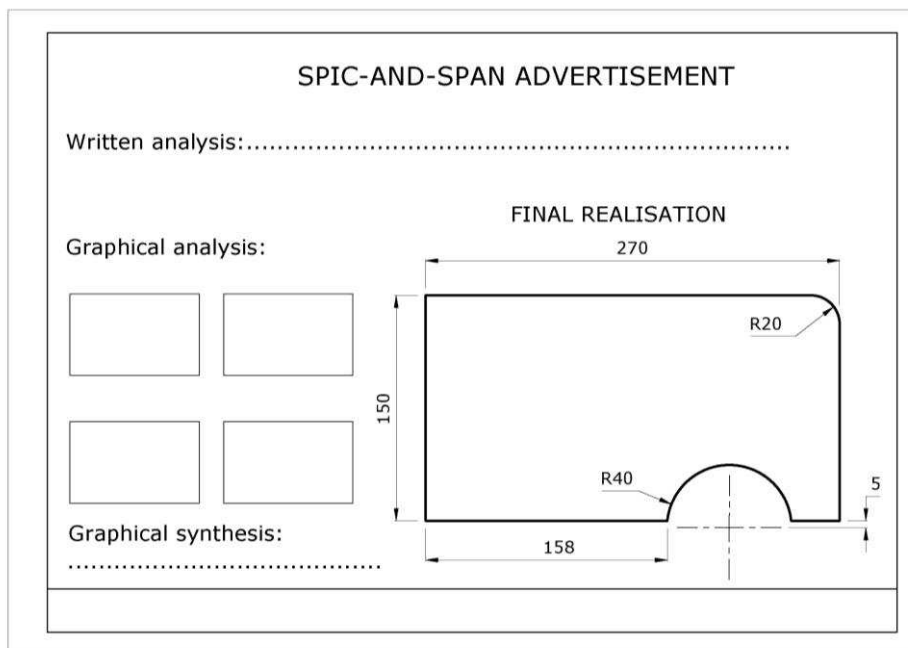 SPIC-AND-SPAN ADVERTISEMENT
Written analysis:.......................................................................
FINAL REALISATION
Graphical analysis:
270
R20
150
R40
5
Graphical synthesis:
158
.........................................